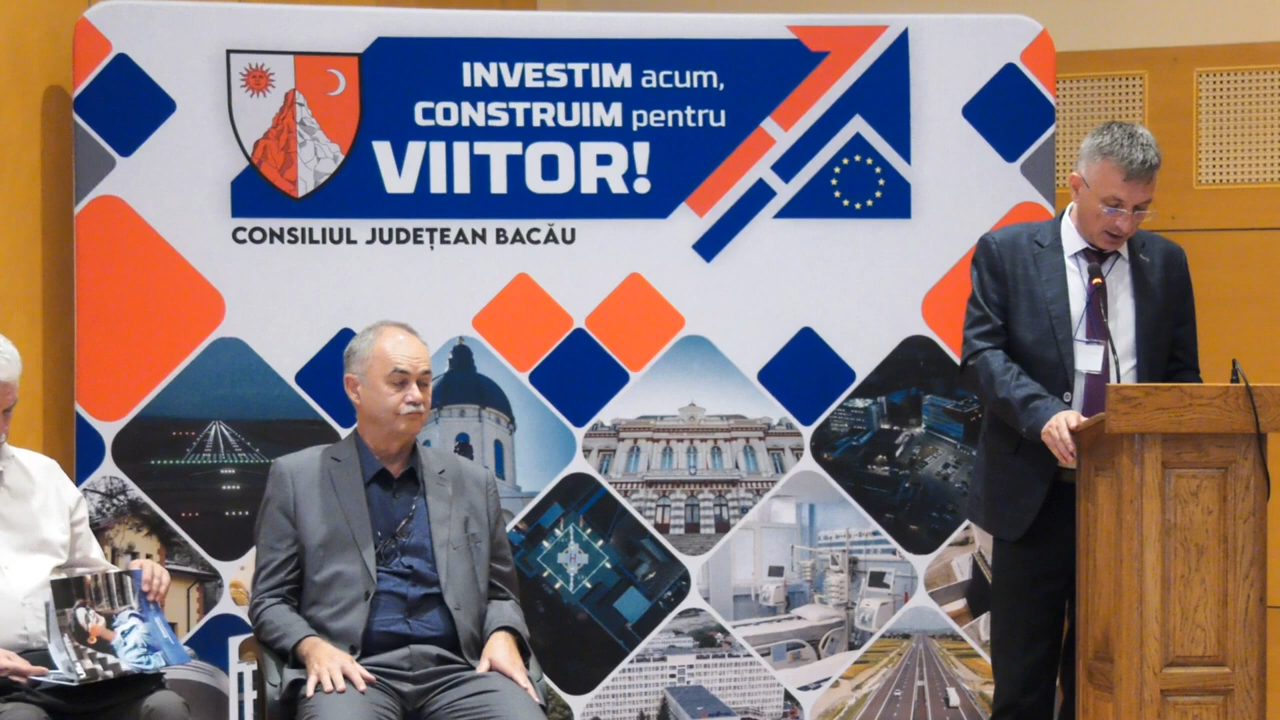 INVESTIM acum,
CONSTRUIM pentru
VIITOR!
CONSILIUL JUDEȚEAN BACĂU